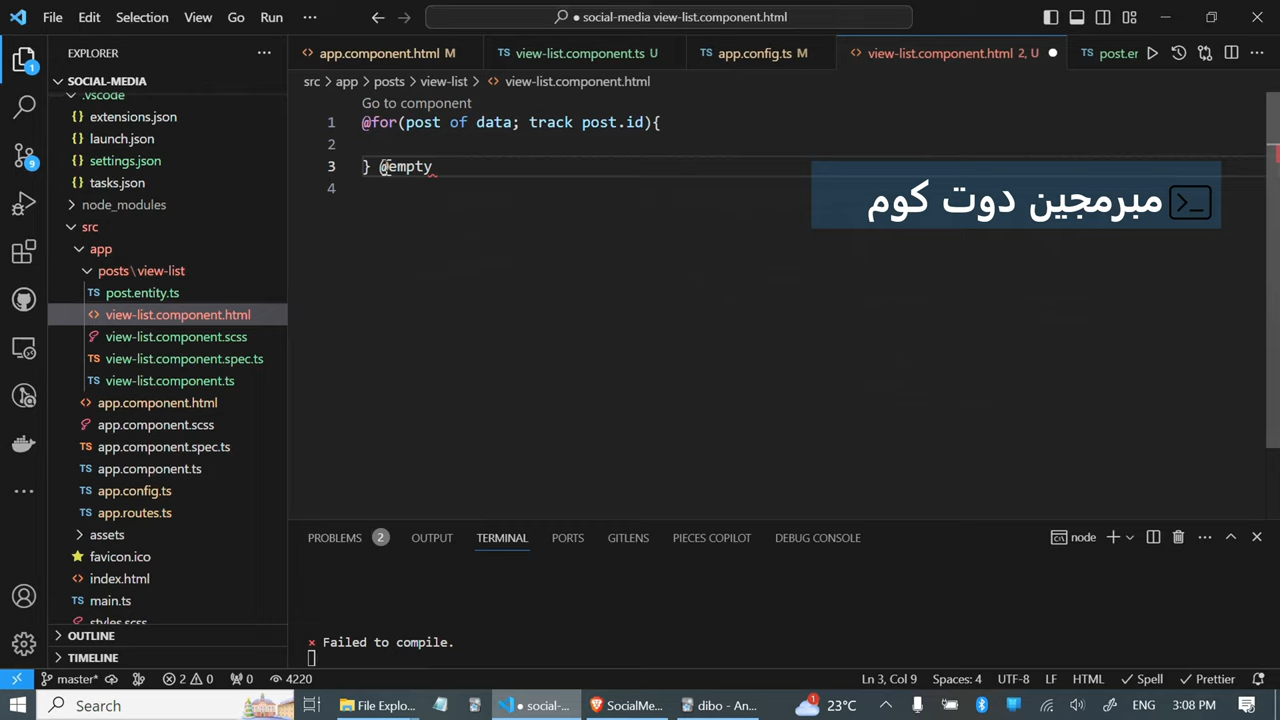 File Edit Selection View Go Run
social-media view-list.component.html
EXPLORER
app.component.html M
view-list.component.ts U
app.config.ts M
view-list.component.html 2, U
post.er
SOCIAL-MEDIA
src > app > posts > view-list > view-list.component.html
.vscode
extensions.json
launch.json
settings.json
tasks.json
node_modules
src
app
posts\view-list
post.entity.ts
view-list.component.html
view-list.component.scss
view-list.component.spec.ts
view-list.component.ts
app.component.html
app.component.scss
app.component.spec.ts
app.component.ts
app.config.ts
app.routes.ts
assets
favicon.ico
index.html
main.ts
styles.scss
OUTLINE
TIMELINE
Go to component
1 @for(post of data; track post.id){
2
3 } @empty
4
مبرمجين دوت كوم
PROBLEMS 2 OUTPUT TERMINAL PORTS GITLENS PIECES COPILOT DEBUG CONSOLE
node
× Failed to compile.
master* 2 0 0 4220
Ln 3, Col 9 Spaces: 4 UTF-8 LF HTML Spell Prettier
Search
File Explo...
social-...
SocialMe...
dibo - An...
1
23°C
3:08 PM
1
9